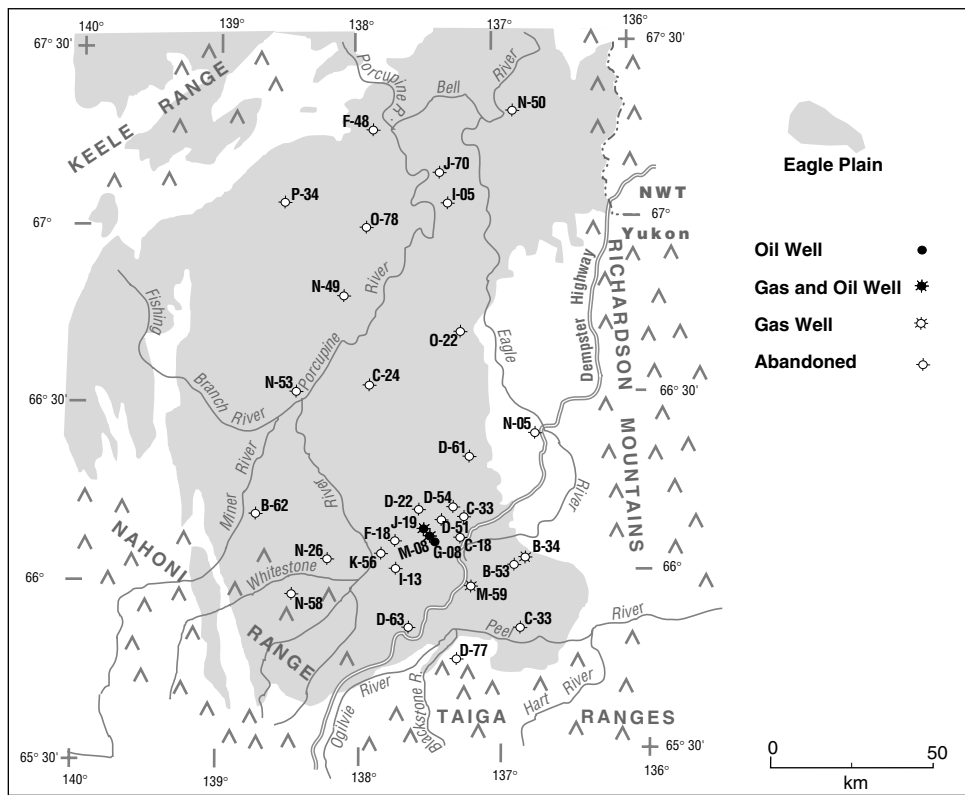 140°
139°
138°
137°
136°
67° 30'
67° 30'
KEELE RANGE
Porcupine R.
Bell River
N-50
F-48
J-70
I-05
P-34
O-78
Eagle Plain
NWT
67°
67°
Yukon
Oil Well
Gas and Oil Well
Gas Well
Abandoned
Dempster Highway
RICHARDSON MOUNTAINS
N-49
Porcupine River
Fishing Branch River
O-22
Eagle River
N-53
C-24
66° 30'
66° 30'
N-05
D-61
Miner River
River
B-62
D-22
D-54
C-33
J-19
D-51
F-18
M-08
G-08
C-18
B-34
NAHONI RANGE
N-26
K-56
I-13
B-53
66°
66°
Whitestone
M-59
N-58
D-63
C-33
Peel River
D-77
Ogilvie River
Blackstone R.
Hart River
TAIGA RANGES
65° 30'
65° 30'
140°
139°
138°
137°
136°
0
50
km